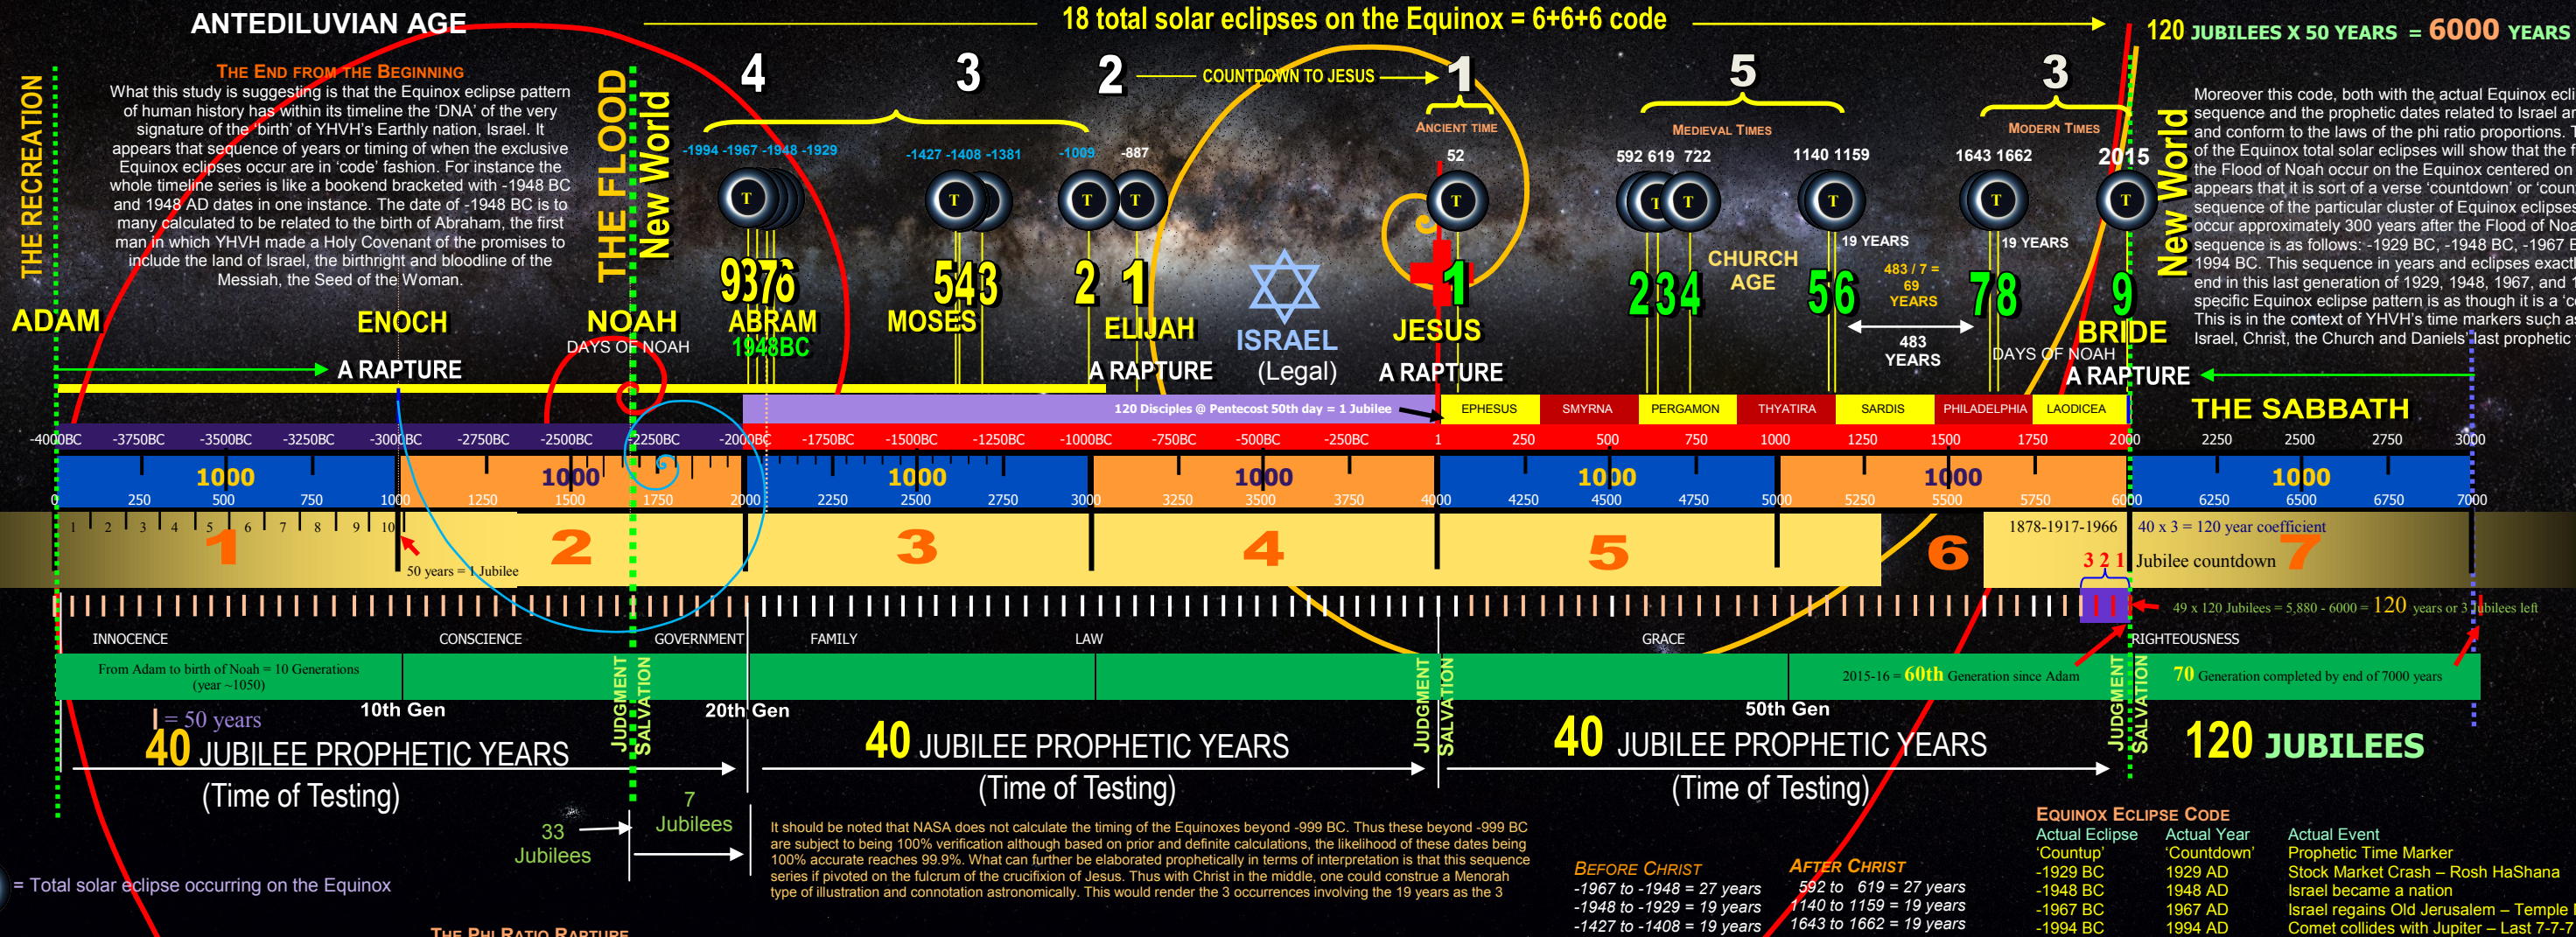 ANTEDILUVIAN AGE
18 total solar eclipses on the Equinox = 6+6+6 code
120 JUBILEES X 50 YEARS = 6000 YEARS
THE RECREATION
THE END FROM THE BEGINNING
What this study is suggesting is that the Equinox eclipse pattern
of human history has within its timeline the ‘DNA’ of the very
signature of the ‘birth’ of YHVH’s Earthly nation, Israel. It
appears that sequence of years or timing of when the exclusive
Equinox eclipses occur are in ‘code’ fashion. For instance the
whole timeline series is like a bookend bracketed with -1948 BC
and 1948 AD dates in one instance. The date of -1948 BC is to
many calculated to be related to the birth of Abraham, the first
man in which YHVH made a Holy Covenant of the promises to
include the land of Israel, the birthright and bloodline of the
Messiah, the Seed of the Woman.
THE FLOOD
New World
4 3 2 COUNTDOWN TO JESUS 1 5 3
ANCIENT TIME
MEDIEVAL TIMES
MODERN TIMES
-1994 -1967 -1948 -1929
-1427 -1408 -1381
-1009 -887
52
592 619 722
1140 1159
1643 1662
2015
T T T T T T T T T T
New World
Moreover this code, both with the actual Equinox
sequence and the prophetic dates related to Israel
and conform to the laws of the phi ratio proportions.
of the Equinox total solar eclipses will show that the
the Flood of Noah occur on the Equinox centered on
appears that it is sort of a verse ‘countdown’ or
sequence of the particular cluster of Equinox eclipses
occur approximately 300 years after the Flood of
sequence is as follows: -1929 BC, -1948 BC, -1967
1994 BC. This sequence in years and eclipses
end in this last generation of 1929, 1948, 1967, and
specific Equinox eclipse pattern is as though it is a
This is in the context of YHVH’s time markers such
Israel, Christ, the Church and Daniels’ last prophetic
19 YEARS
19 YEARS
CHURCH
AGE
483 / 7 =
69
YEARS
483
YEARS
9 76
543
2 1
1
234
56
78
9
ADAM
ENOCH
NOAH
DAYS OF NOAH
ABRAM
1948BC
MOSES
ELIJAH
ISRAEL
(Legal)
JESUS
BRIDE
DAYS OF NOAH
A RAPTURE
A RAPTURE
A RAPTURE
A RAPTURE
THE SABBATH
120 Disciples @ Pentecost 50th day = 1 Jubilee
EPHESUS SMYRNA PERGAMON THYATIRA SARDIS PHILADELPHIA LAODICEA
-4000BC -3750BC -3500BC -3250BC -3000BC -2750BC -2500BC -2250BC -2000BC -1750BC -1500BC -1250BC -1000BC -750BC -5000BC -250BC 1 250 500 750 1000 1250 1500 1750 2000 2250 2500 2750 3000
1000 1000 1000 1000 1000 1000 1000
0 250 500 750 1000 1250 1500 1750 2000 2250 2500 2750 3000 3250 3500 3750 4000 4250 4500 4750 5000 5250 5500 5750 6000 6250 6500 6750 7000
1 2 3 4 5 6 7 8 9 10
1 2 3 4 5 6 7
50 years = 1 Jubilee
1878-1917-1966
40 x 3 = 120 year coefficient
3 2 1 Jubilee countdown
49 x 120 Jubilees = 5,880 - 6000 = 120 years or 3 Jubilees left
INNOCENCE CONSCIENCE GOVERNMENT FAMILY LAW GRACE RIGHTEOUSNESS
From Adam to birth of Noah = 10 Generations
(year ~1050)
JUDGMENT
SALVATION
JUDGMENT
SALVATION
2015-16 = 60th Generation since Adam
JUDGMENT
SALVATION
70 Generation completed by end of 7000 years
= 50 years
10th Gen
20th Gen
50th Gen
40 JUBILEE PROPHETIC YEARS
(Time of Testing)
40 JUBILEE PROPHETIC YEARS
(Time of Testing)
40 JUBILEE PROPHETIC YEARS
(Time of Testing)
120 JUBILEES
33
Jubilees
7
Jubilees
It should be noted that NASA does not calculate the timing of the Equinoxes beyond -999 BC. Thus these beyond -999 BC
are subject to being 100% verification although based on prior and definite calculations, the likelihood of these dates being
100% accurate reaches 99.9%. What can further be elaborated prophetically in terms of interpretation is that this sequence
series if pivoted on the fulcrum of the crucifixion of Jesus. Thus with Christ in the middle, one could construe a Menorah
type of illustration and connotation astronomically. This would render the 3 occurrences involving the 19 years as the 3
= Total solar eclipse occurring on the Equinox
THE PHI RATIO RAPTURE
BEFORE CHRIST
-1967 to -1948 = 27 years
-1948 to -1929 = 19 years
-1427 to -1408 = 19 years
AFTER CHRIST
592 to 619 = 27 years
1140 to 1159 = 19 years
1643 to 1662 = 19 years
EQUINOX ECLIPSE CODE
Actual Eclipse Actual Year Actual Event
‘Countup’ ‘Countdown’ Prophetic Time Marker
-1929 BC 1929 AD Stock Market Crash – Rosh HaShana
-1948 BC 1948 AD Israel became a nation
-1967 BC 1967 AD Israel regains Old Jerusalem – Temple
-1994 BC 1994 AD Comet collides with Jupiter – Last 7-7-7